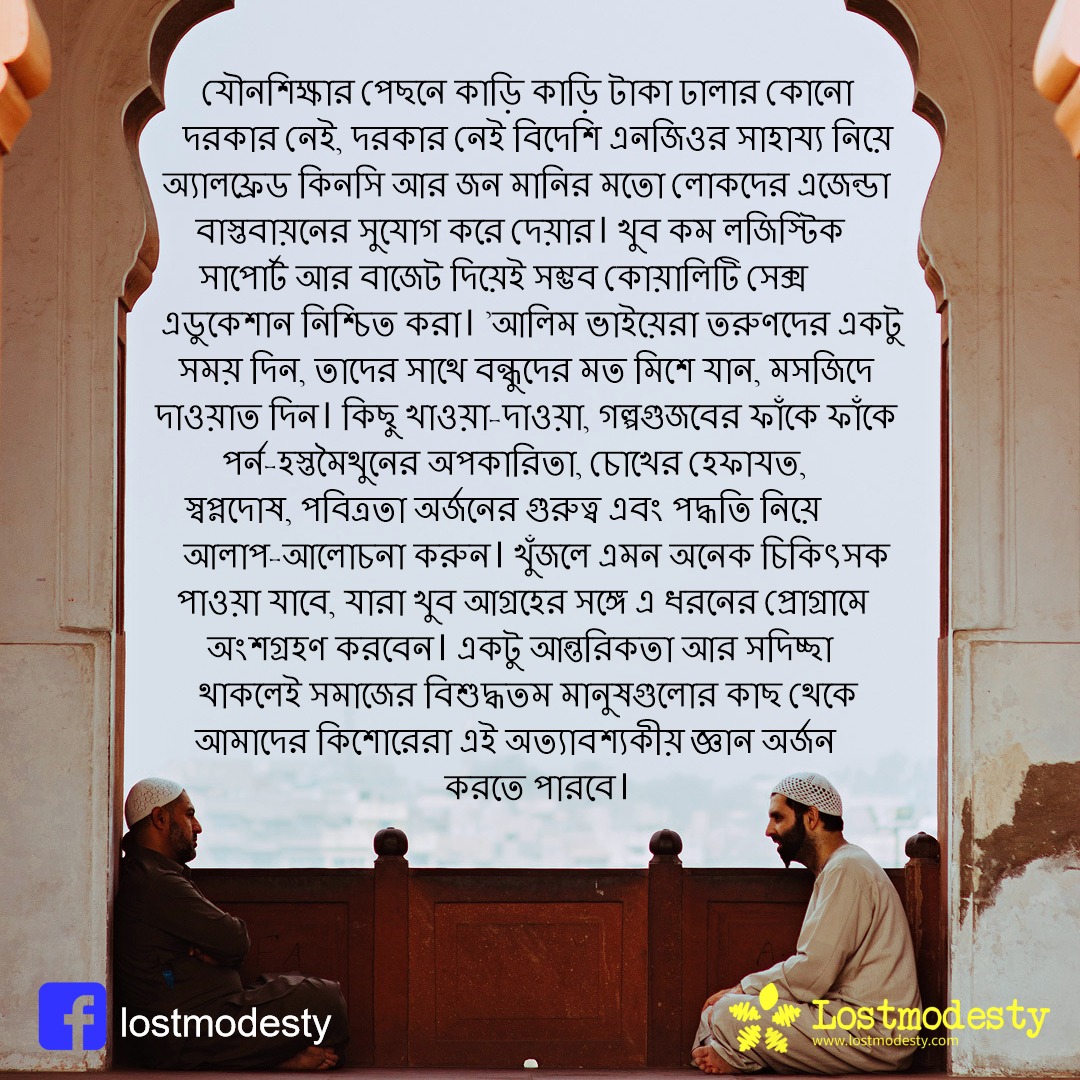 যৌনশিক্ষার পেছনে কাড়ি কাড়ি টাকা ঢালার কোনো
দরকার নেই, দরকার নেই বিদেশি এনজিওর সাহায্য নিয়ে
অ্যালফ্রেড কিনসি আর জন মানির মতো লোকদের এজেন্ডা
বাস্তবায়নের সুযোগ করে দেয়ার। খুব কম লজিস্টিক
সাপোর্ট আর বাজেট দিয়েই সম্ভব কোয়ালিটি সেক্স
এডুকেশান নিশ্চিত করা। 'আলিম ভাইয়েরা তরুণদের একটু
সময় দিন, তাদের সাথে বন্ধুদের মত মিশে যান, মসজিদে
দাওয়াত দিন। কিছু খাওয়া-দাওয়া, গল্পগুজবের ফাঁকে ফাঁকে
পর্ন-হস্তমৈথুনের অপকারিতা, চোখের হেফাযত,
স্বপ্নদোষ, পবিত্রতা অর্জনের গুরুত্ব এবং পদ্ধতি নিয়ে
আলাপ-আলোচনা করুন। খুঁজলে এমন অনেক চিকিৎসক
পাওয়া যাবে, যারা খুব আগ্রহের সঙ্গে এ ধরনের প্রোগ্রামে
অংশগ্রহণ করবেন। একটু আন্তরিকতা আর সদিচ্ছা
থাকলেই সমাজের বিশুদ্ধতম মানুষগুলোর কাছ থেকে
আমাদের কিশোরেরা এই অত্যাবশ্যকীয় জ্ঞান অর্জন
করতে পারবে।
f lostmodesty
Lostmodesty
www.lostmodesty.com